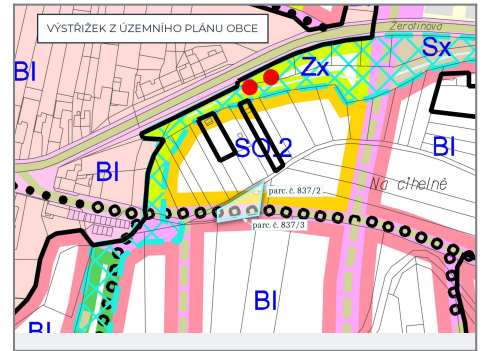 VÝSTŘIŽEK Z ÚZEMNÍHO PLÁNU OBCE
Žerotínova
Sx
Zx
BI
SO.2
BI
BI
Na cihelně
parc. č. 837/2
parc. č. 837/3
BI
BI